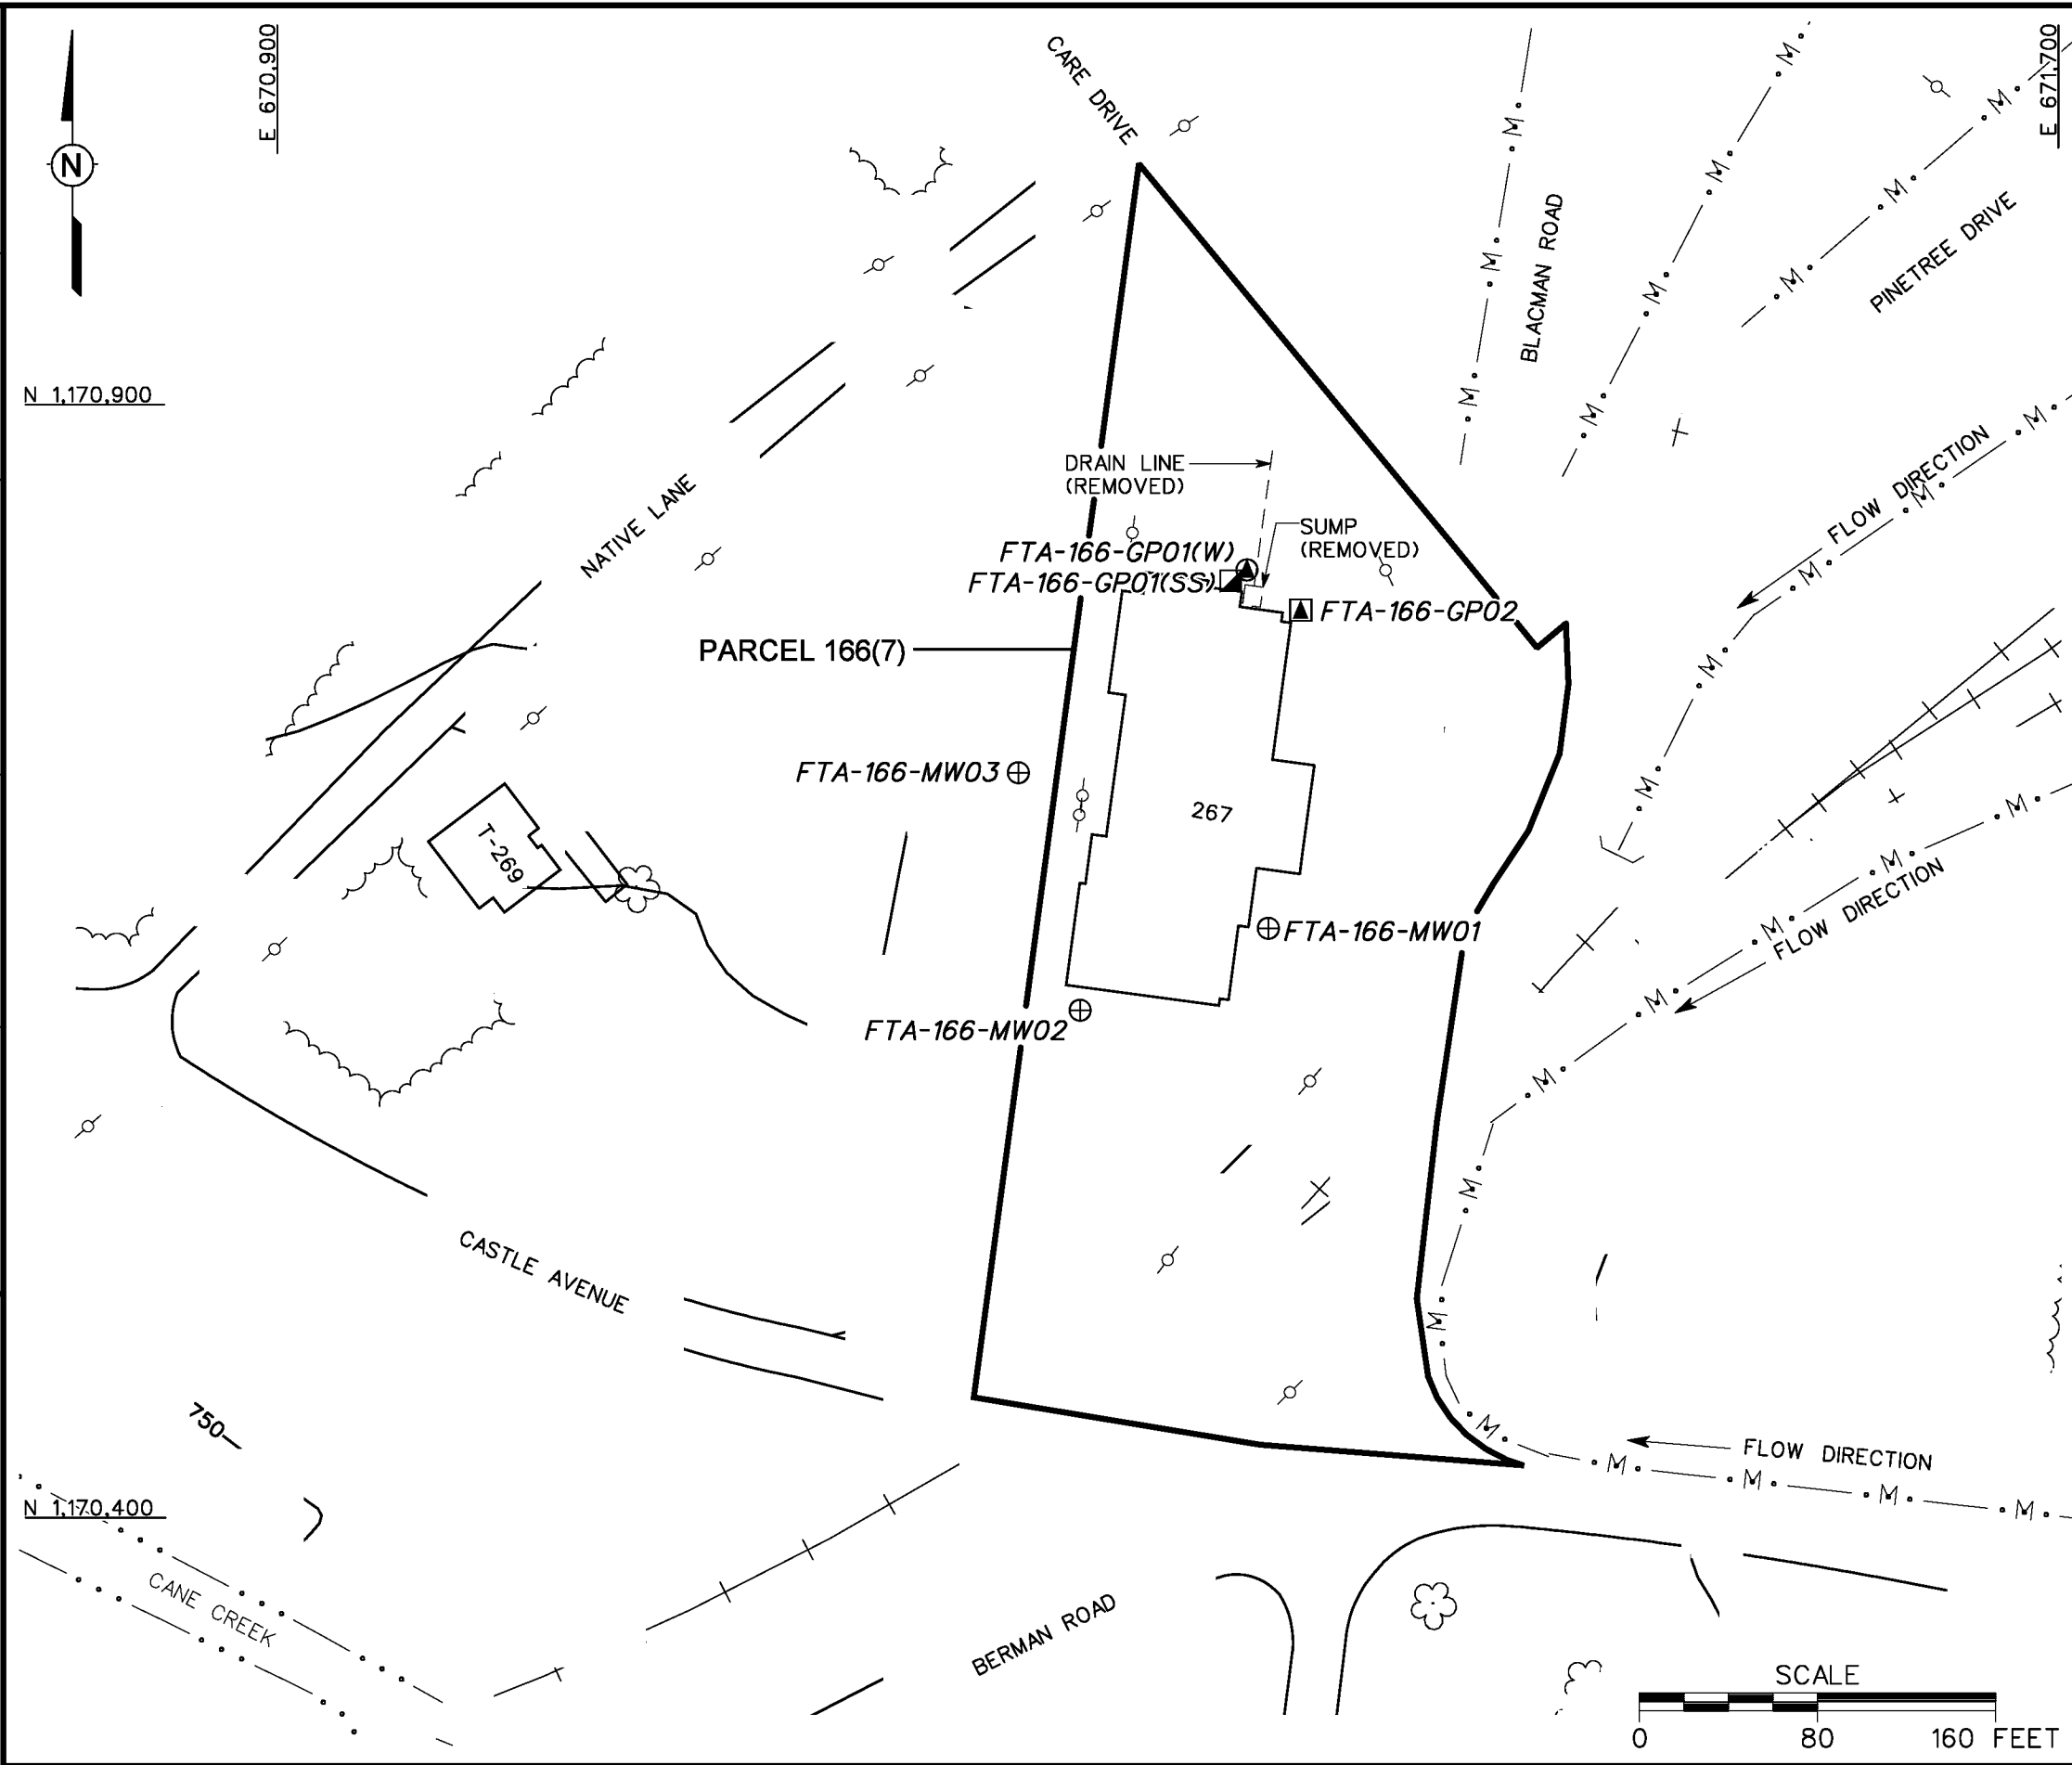 E 670,900
E 671,700
CARE DRIVE
N
BLACMAN ROAD
PINETREE DRIVE
N 1,170,900
DRAIN LINE
(REMOVED)
FLOW DIRECTION
NATIVE LANE
SUMP
(REMOVED)
FTA-166-GP01(W)
FTA-166-GP01(SS)
FTA-166-GP02
PARCEL 166(7)
FTA-166-MW03
267
T-269
FTA-166-MW01
FLOW DIRECTION
FTA-166-MW02
CASTLE AVENUE
750
FLOW DIRECTION
N 1,170,400
CANE CREEK
BERMAN ROAD
SCALE
0 80 160 FEET
M M M M
M M M M
M M M
M M M M M
M M M M M M M M
M M M M M